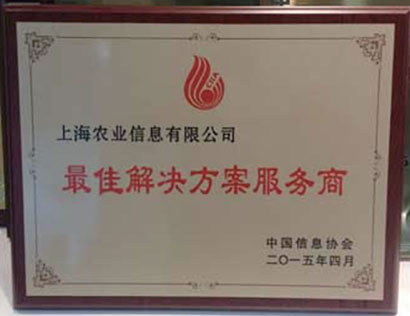 上海农业信息有限公司
最佳解决方案服务商
中国信息协会
二〇一五年四月